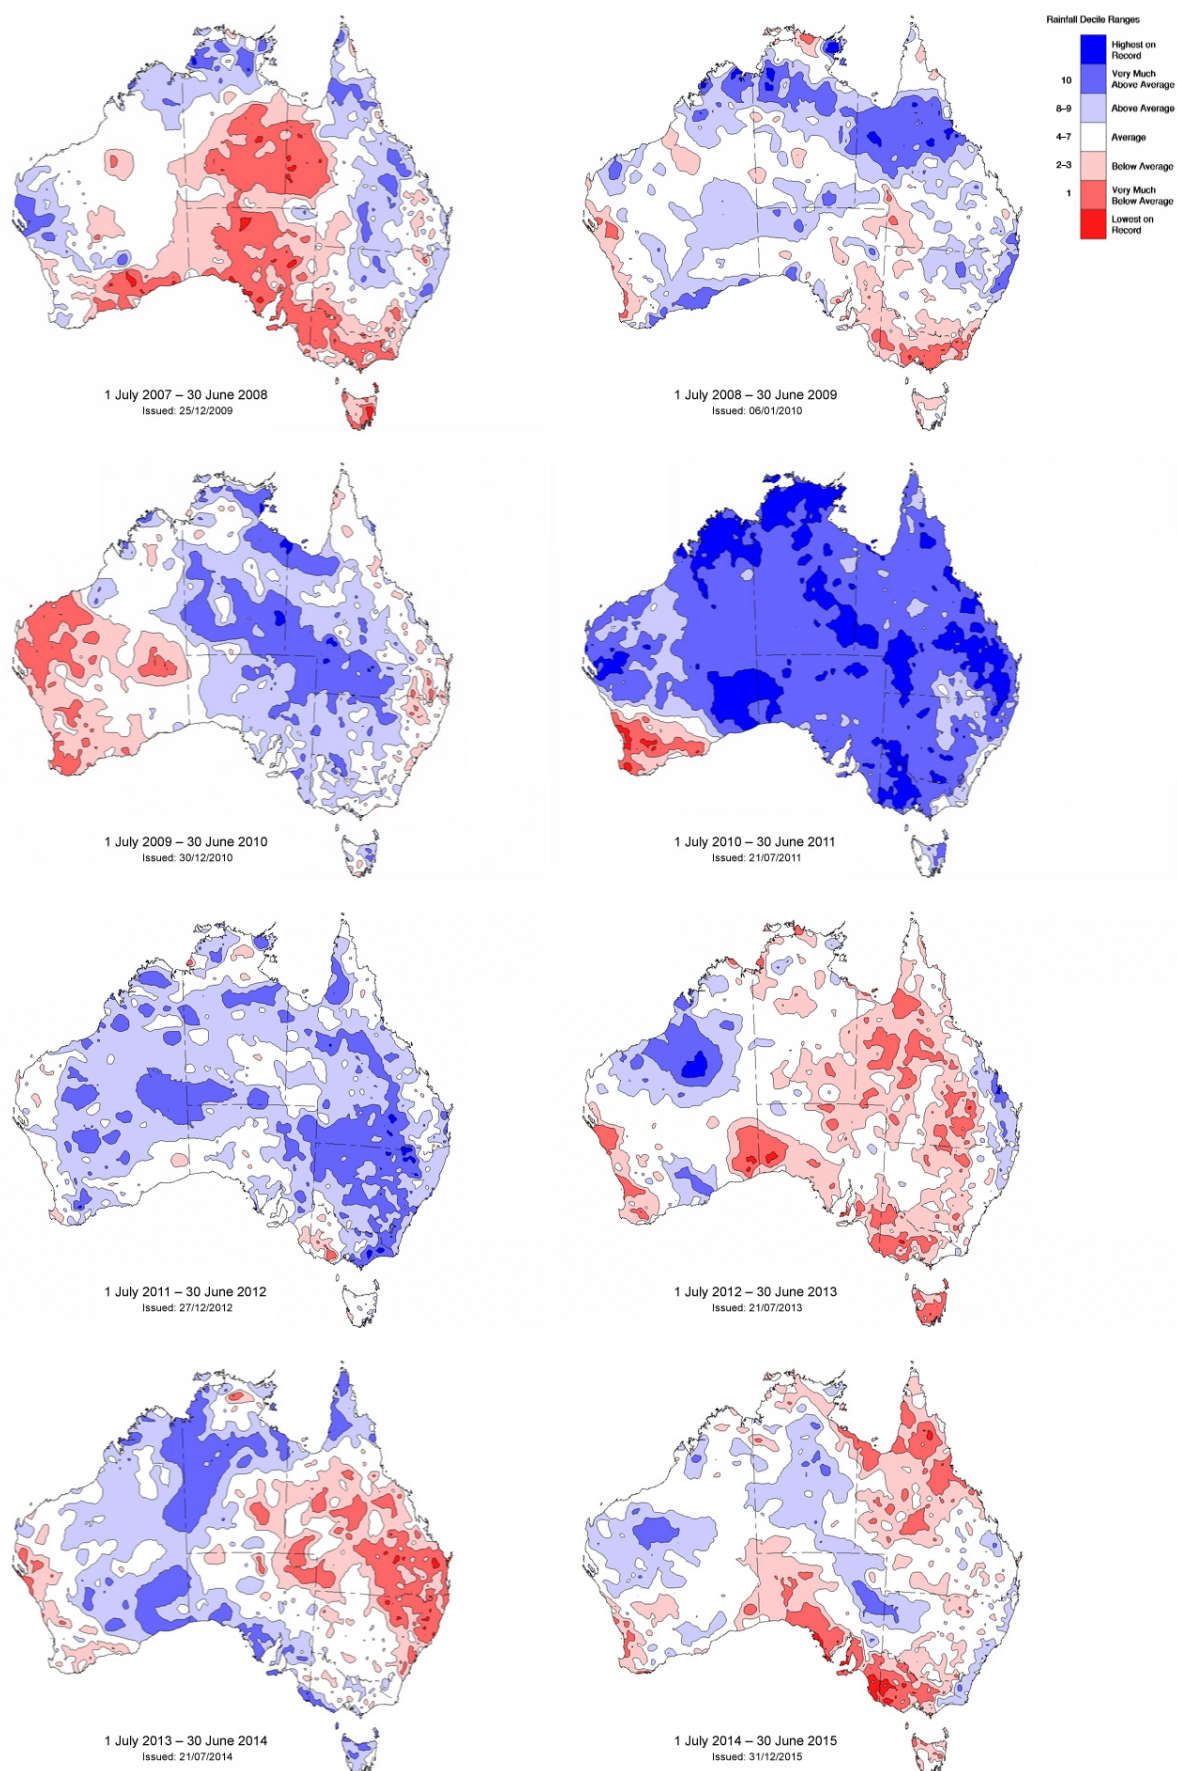 Rainfall Decile Ranges
Highest on
Record
10
Very Much
Above Average
8–9
Above Average
4–7
Average
2–3
Below Average
1
Very Much
Below Average
Lowest on
Record
1 July 2007 – 30 June 2008
Issued: 25/12/2009
1 July 2008 – 30 June 2009
Issued: 06/01/2010
1 July 2009 – 30 June 2010
Issued: 30/12/2010
1 July 2010 – 30 June 2011
Issued: 21/07/2011
1 July 2011 – 30 June 2012
Issued: 27/12/2012
1 July 2012 – 30 June 2013
Issued: 21/07/2013
1 July 2013 – 30 June 2014
Issued: 21/07/2014
1 July 2014 – 30 June 2015
Issued: 31/12/2015